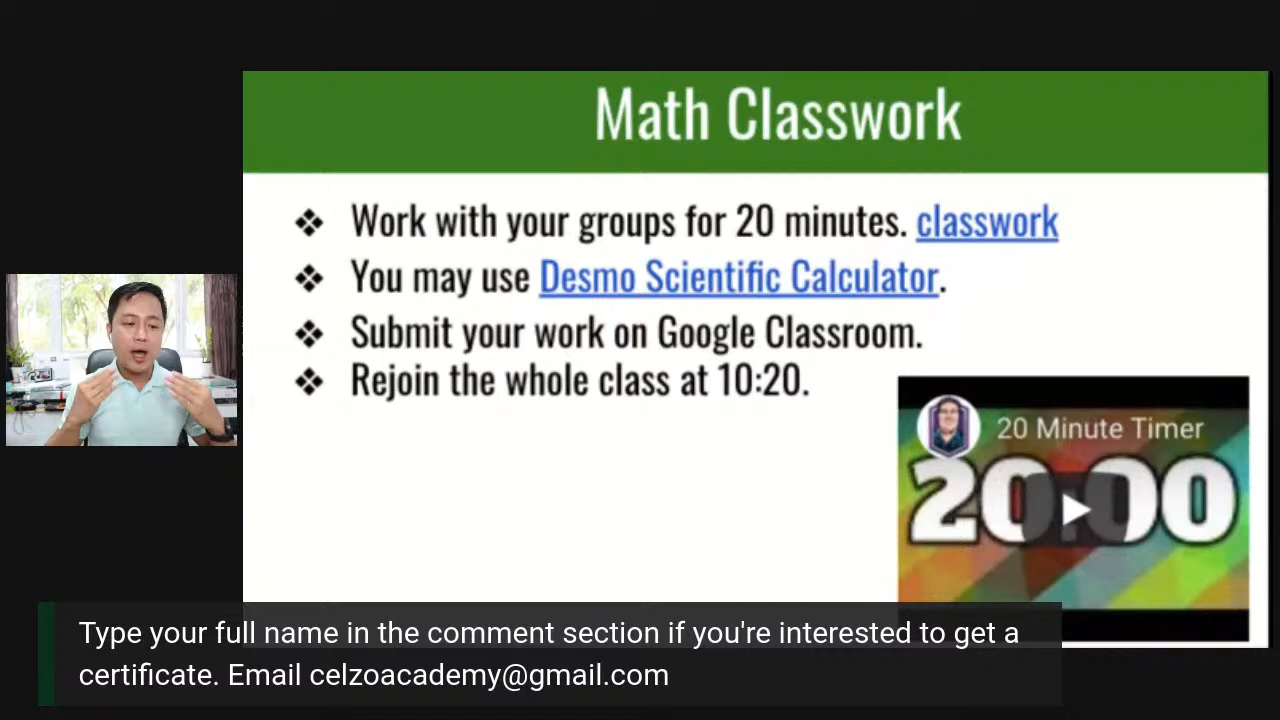 Math Classwork
❖ Work with your groups for 20 minutes. classwork
❖ You may use Desmo Scientific Calculator.
❖ Submit your work on Google Classroom.
❖ Rejoin the whole class at 10:20.
20 Minute Timer
20:00
Type your full name in the comment section if you're interested to get a
certificate. Email celzoacademy@gmail.com